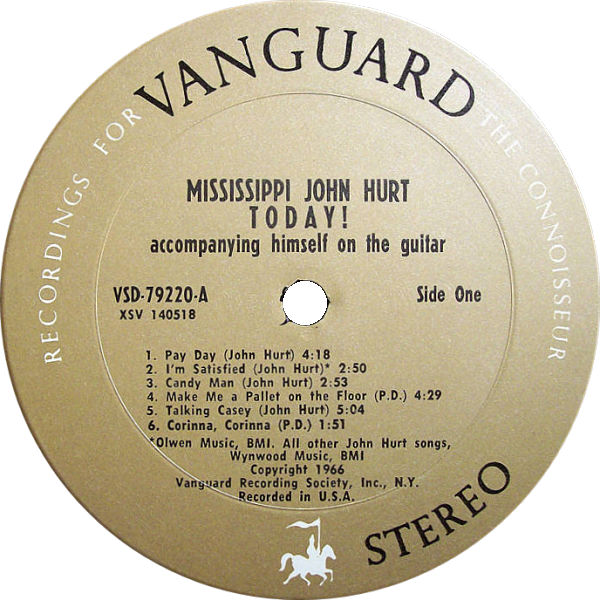 VANGUARD
RECORDINGS FOR THE CONNOISSEUR
MISSISSIPPI JOHN HURT
TODAY!
accompanying himself on the guitar
VSD-79220-A
Side One
XSV 140518
1. Pay Day (John Hurt) 4:18
2. I'm Satisfied (John Hurt)* 2:50
3. Candy Man (John Hurt) 2:53
4. Make Me a Pallet on the Floor (P.D.) 4:29
5. Talking Casey (John Hurt) 5:04
6. Corinna, Corinna (P.D.) 1:51
*Olwen Music, BMI. All other John Hurt songs,
Wynwood Music, BMI
Copyright 1966
Vanguard Recording Society, Inc., N.Y.
Recorded in U.S.A.
STEREO